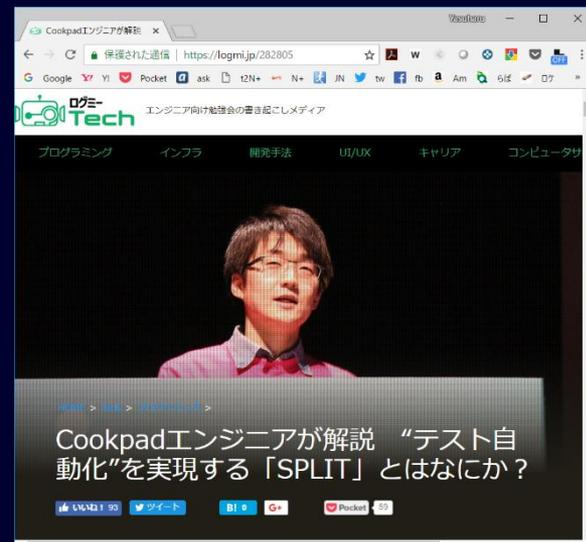 Cookpadエンジニアが解説
Yasuharu
保護された通信 | https://logmi.jp/282805
Google Y! Pocket ask t2N+ N+ JN tw fb Am
ログミー
Tech
エンジニア向け勉強会の書き起こしメディア
プログラミング インフラ 開発手法 UI/UX キャリア コンピュータサ
Cookpadエンジニアが解説 “テスト自
動化”を実現する「SPLIT」とはなにか？
いいね! 93 ツイート B! 0 G+ Pocket 59